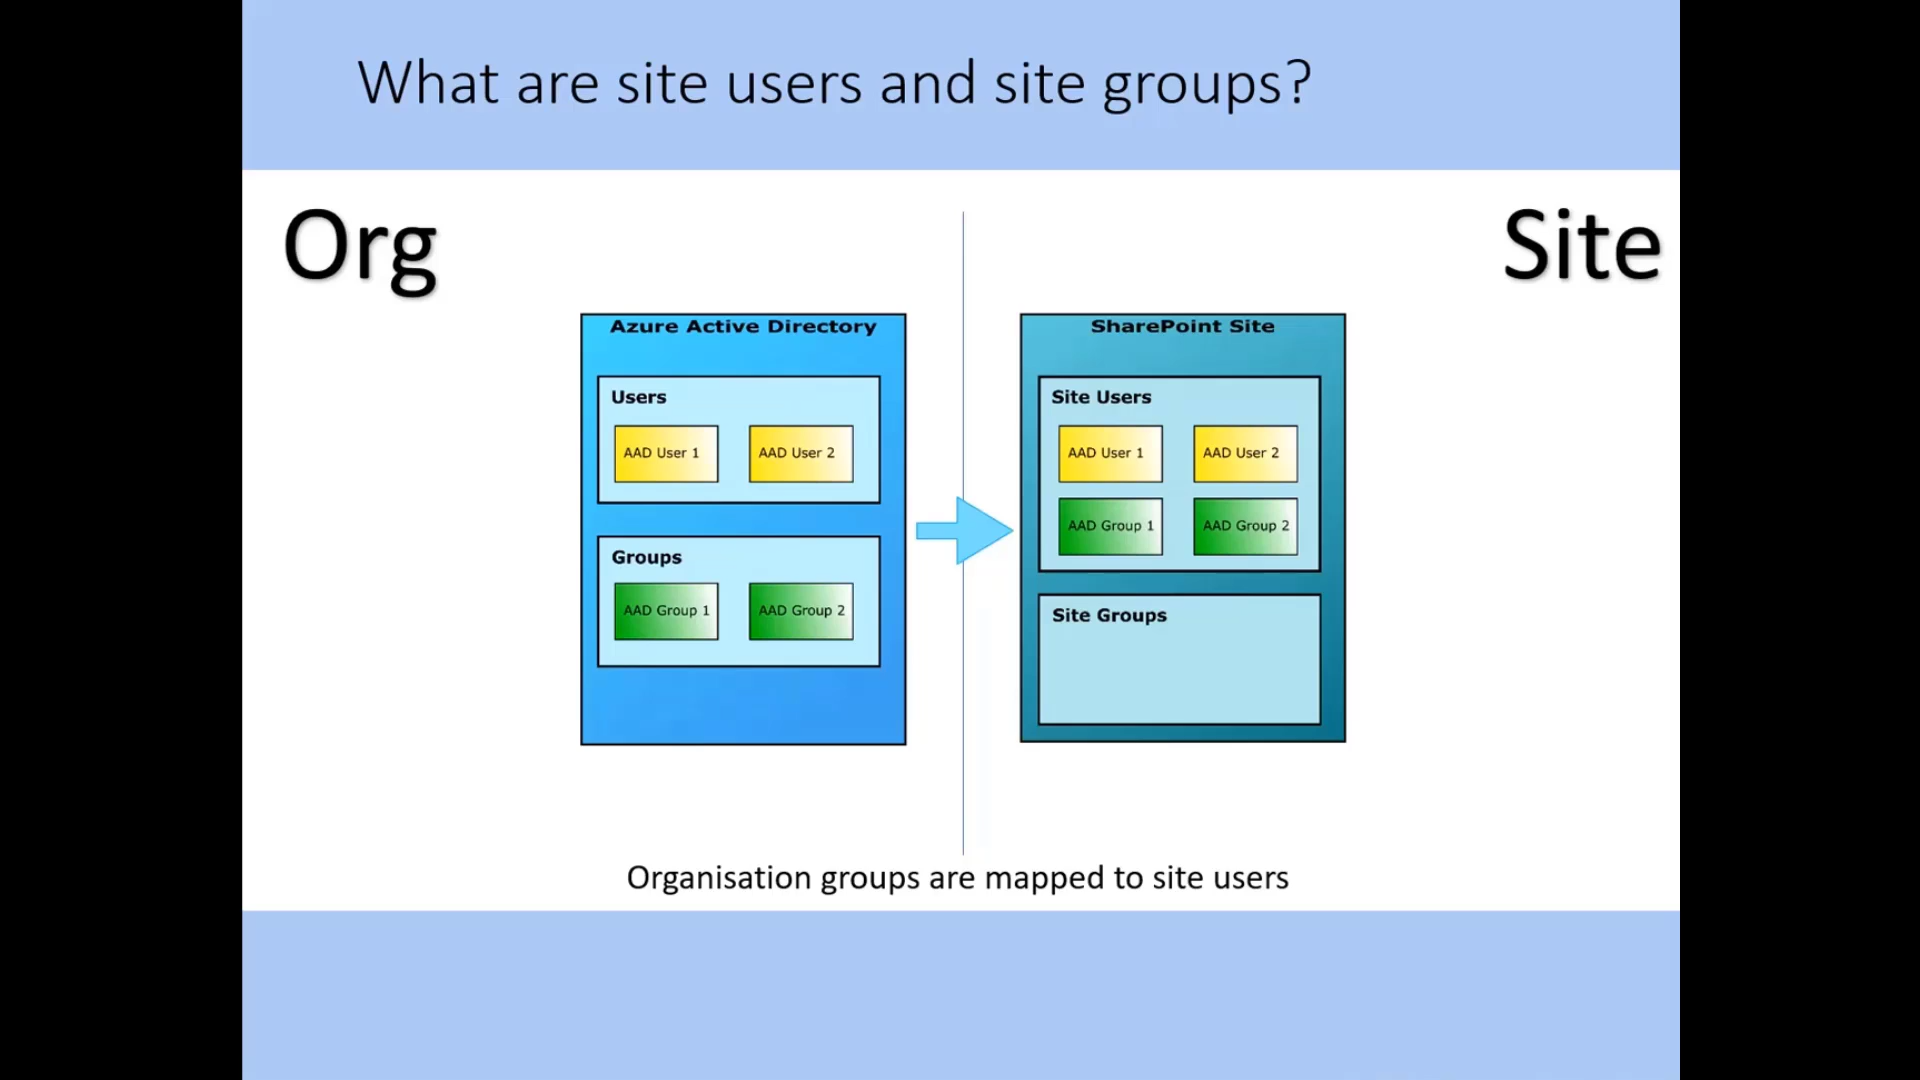 What are site users and site groups?
Org
Site
Azure Active Directory
Users
AAD User 1
AAD User 2
Groups
AAD Group 1
AAD Group 2
SharePoint Site
Site Users
AAD User 1
AAD User 2
AAD Group 1
AAD Group 2
Site Groups
Organisation groups are mapped to site users